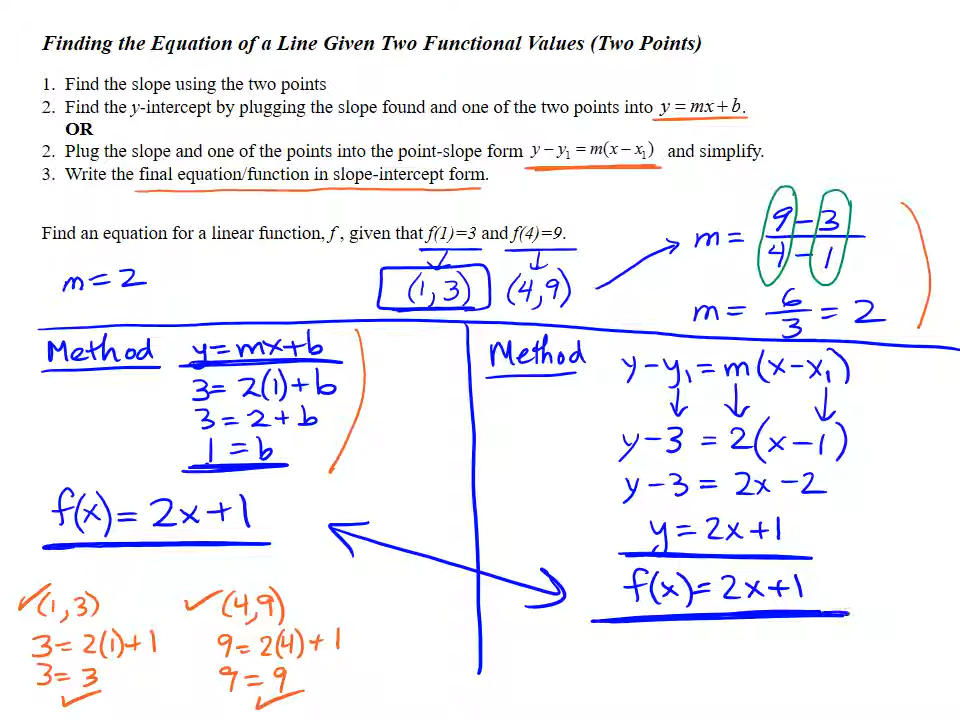 Finding the Equation of a Line Given Two Functional Values (Two Points)
1. Find the slope using the two points
2. Find the y-intercept by plugging the slope found and one of the two points into y = mx + b.
OR
2. Plug the slope and one of the points into the point-slope form y − y₁ = m(x − x₁) and simplify.
3. Write the final equation/function in slope-intercept form.
Find an equation for a linear function, f , given that f(1)=3 and f(4)=9.
m = 2
(1, 3) (4, 9)
m = (9 − 3)/(4 − 1)
m = 6/3 = 2
Method y = mx + b
3 = 2(1) + b
3 = 2 + b
1 = b
f(x) = 2x + 1
(1, 3)
3 = 2(1) + 1
3 = 3
(4, 9)
9 = 2(4) + 1
9 = 9
Method y − y₁ = m(x − x₁)
y − 3 = 2(x − 1)
y − 3 = 2x − 2
y = 2x + 1
f(x) = 2x + 1